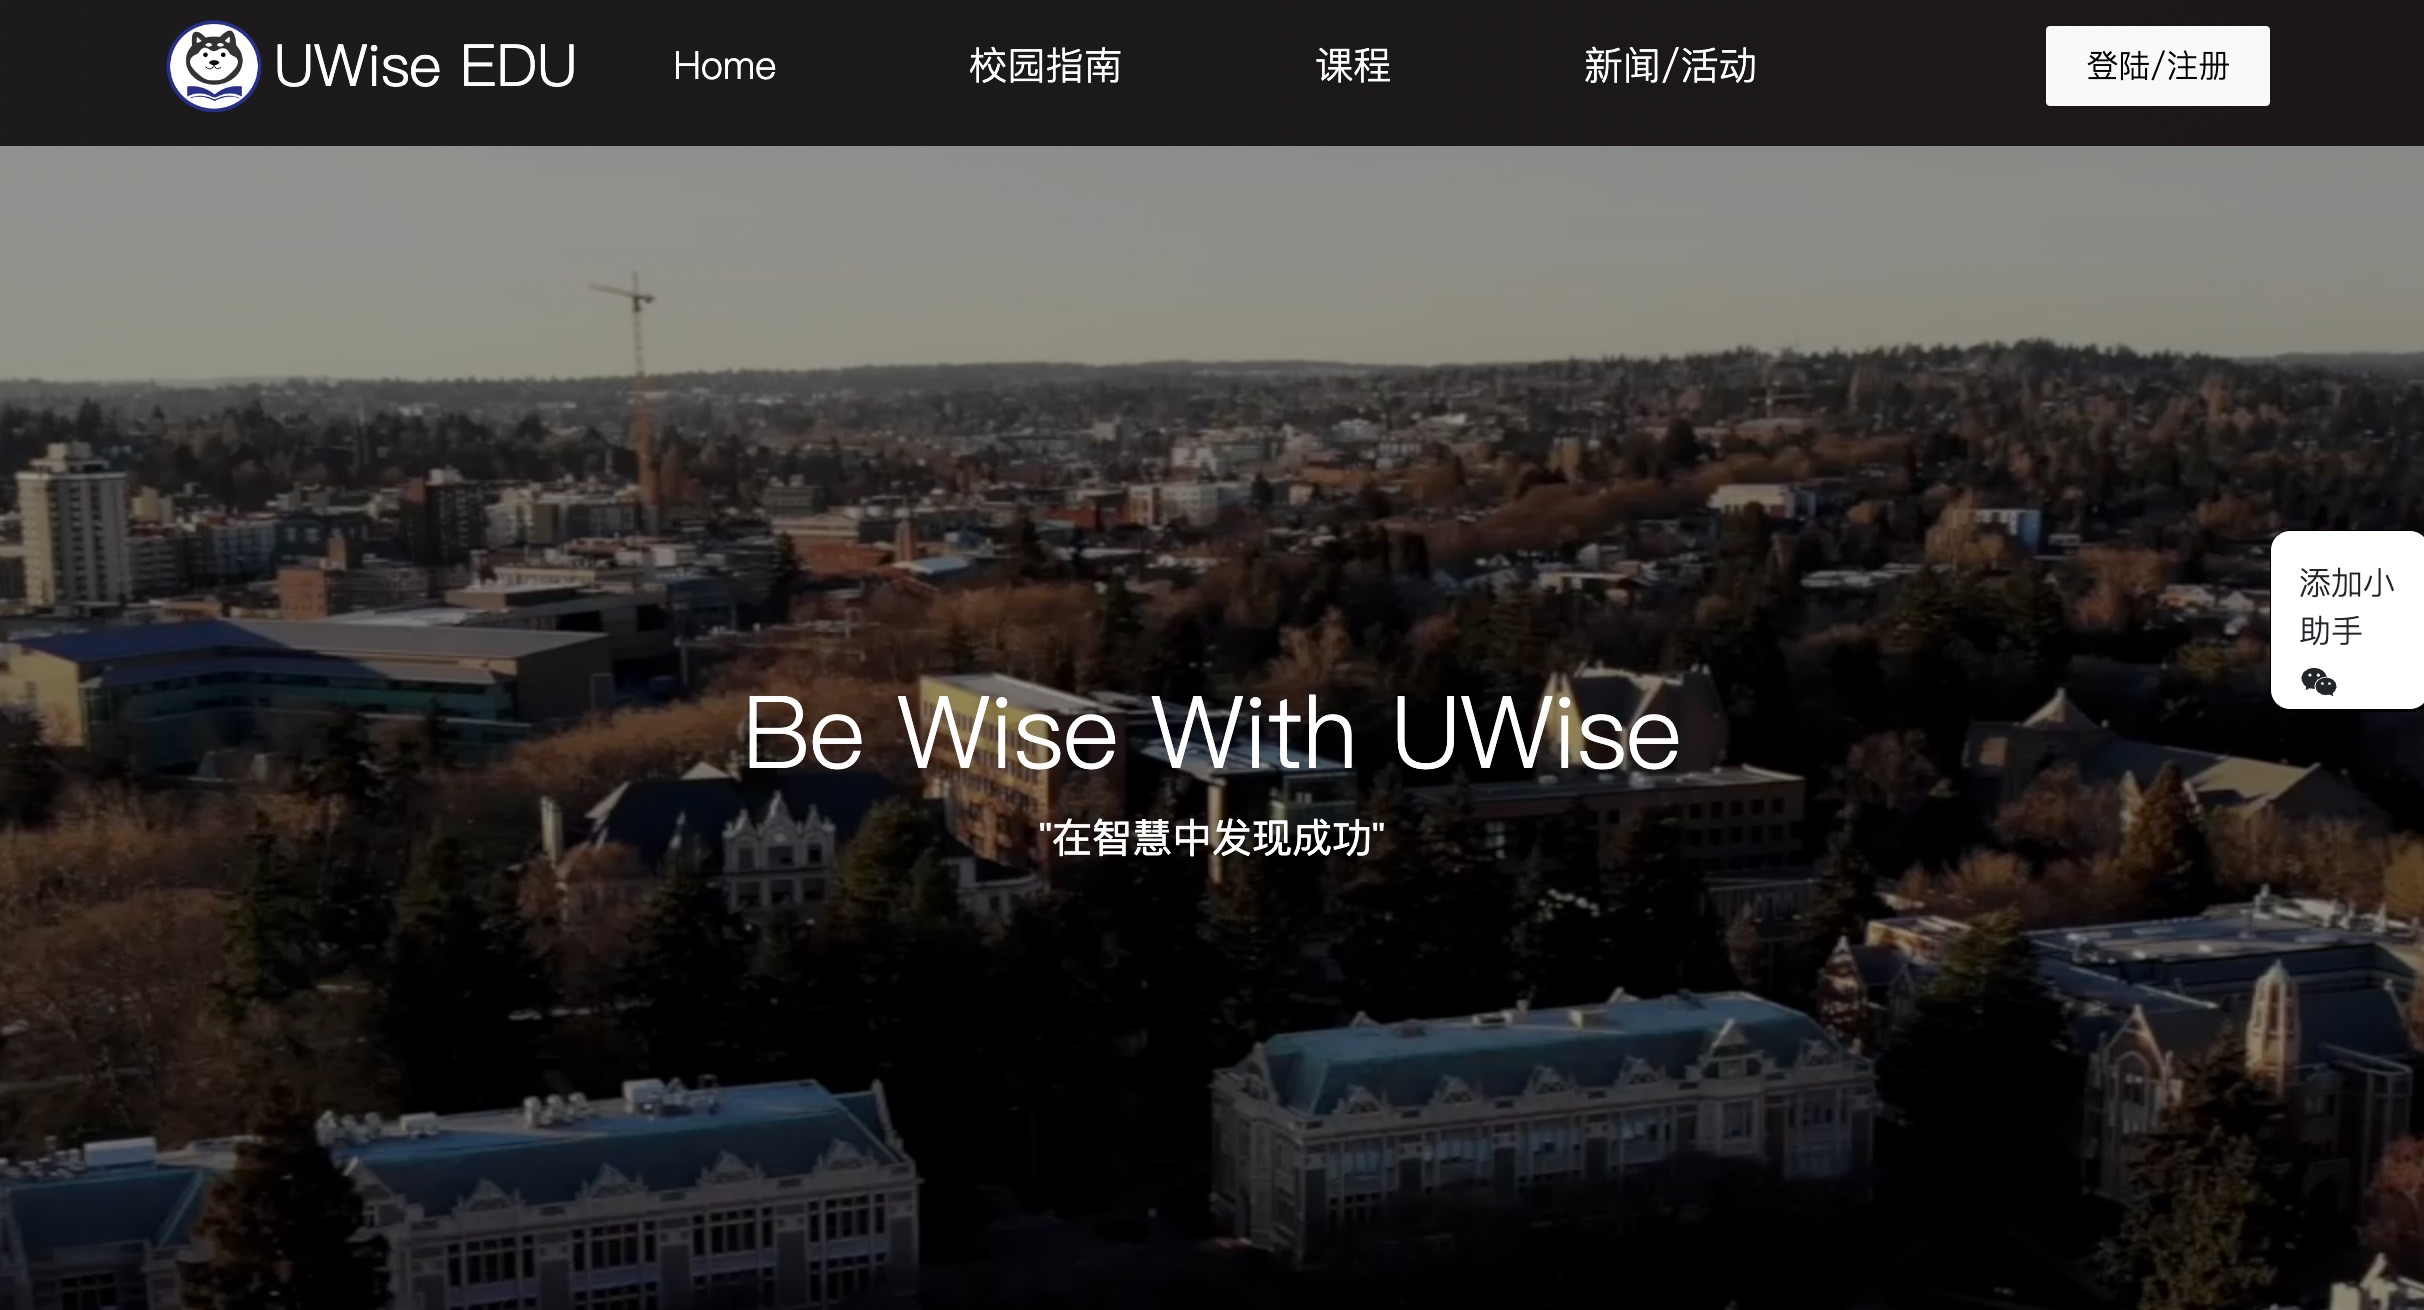 UWise EDU
Home
校园指南
课程
新闻/活动
登陆/注册
添加小
助手
Be Wise With UWise
"在智慧中发现成功"